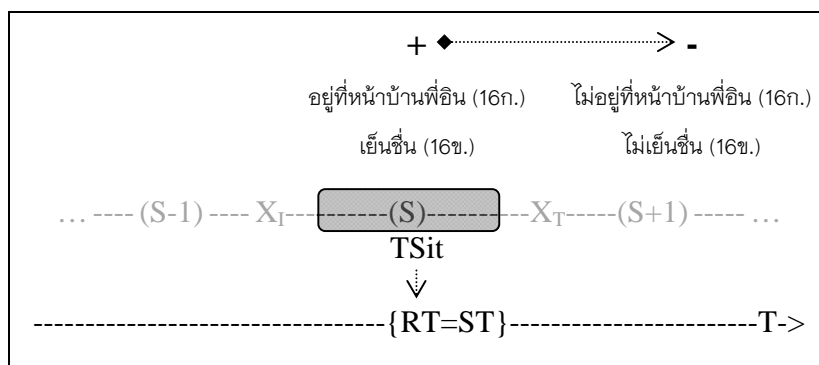 + -
อยู่ที่หน้าบ้านพี่อิน (16ก.) ไม่อยู่ที่หน้าบ้านพี่อิน (16ก.)
เย็นชื่น (16ข.) ไม่เย็นชื่น (16ข.)
... ---- (S-1) ---- XI----------(S)-------- XT-----(S+1) ----- ...
TSit
--------------------------------{RT=ST}---------------------T->